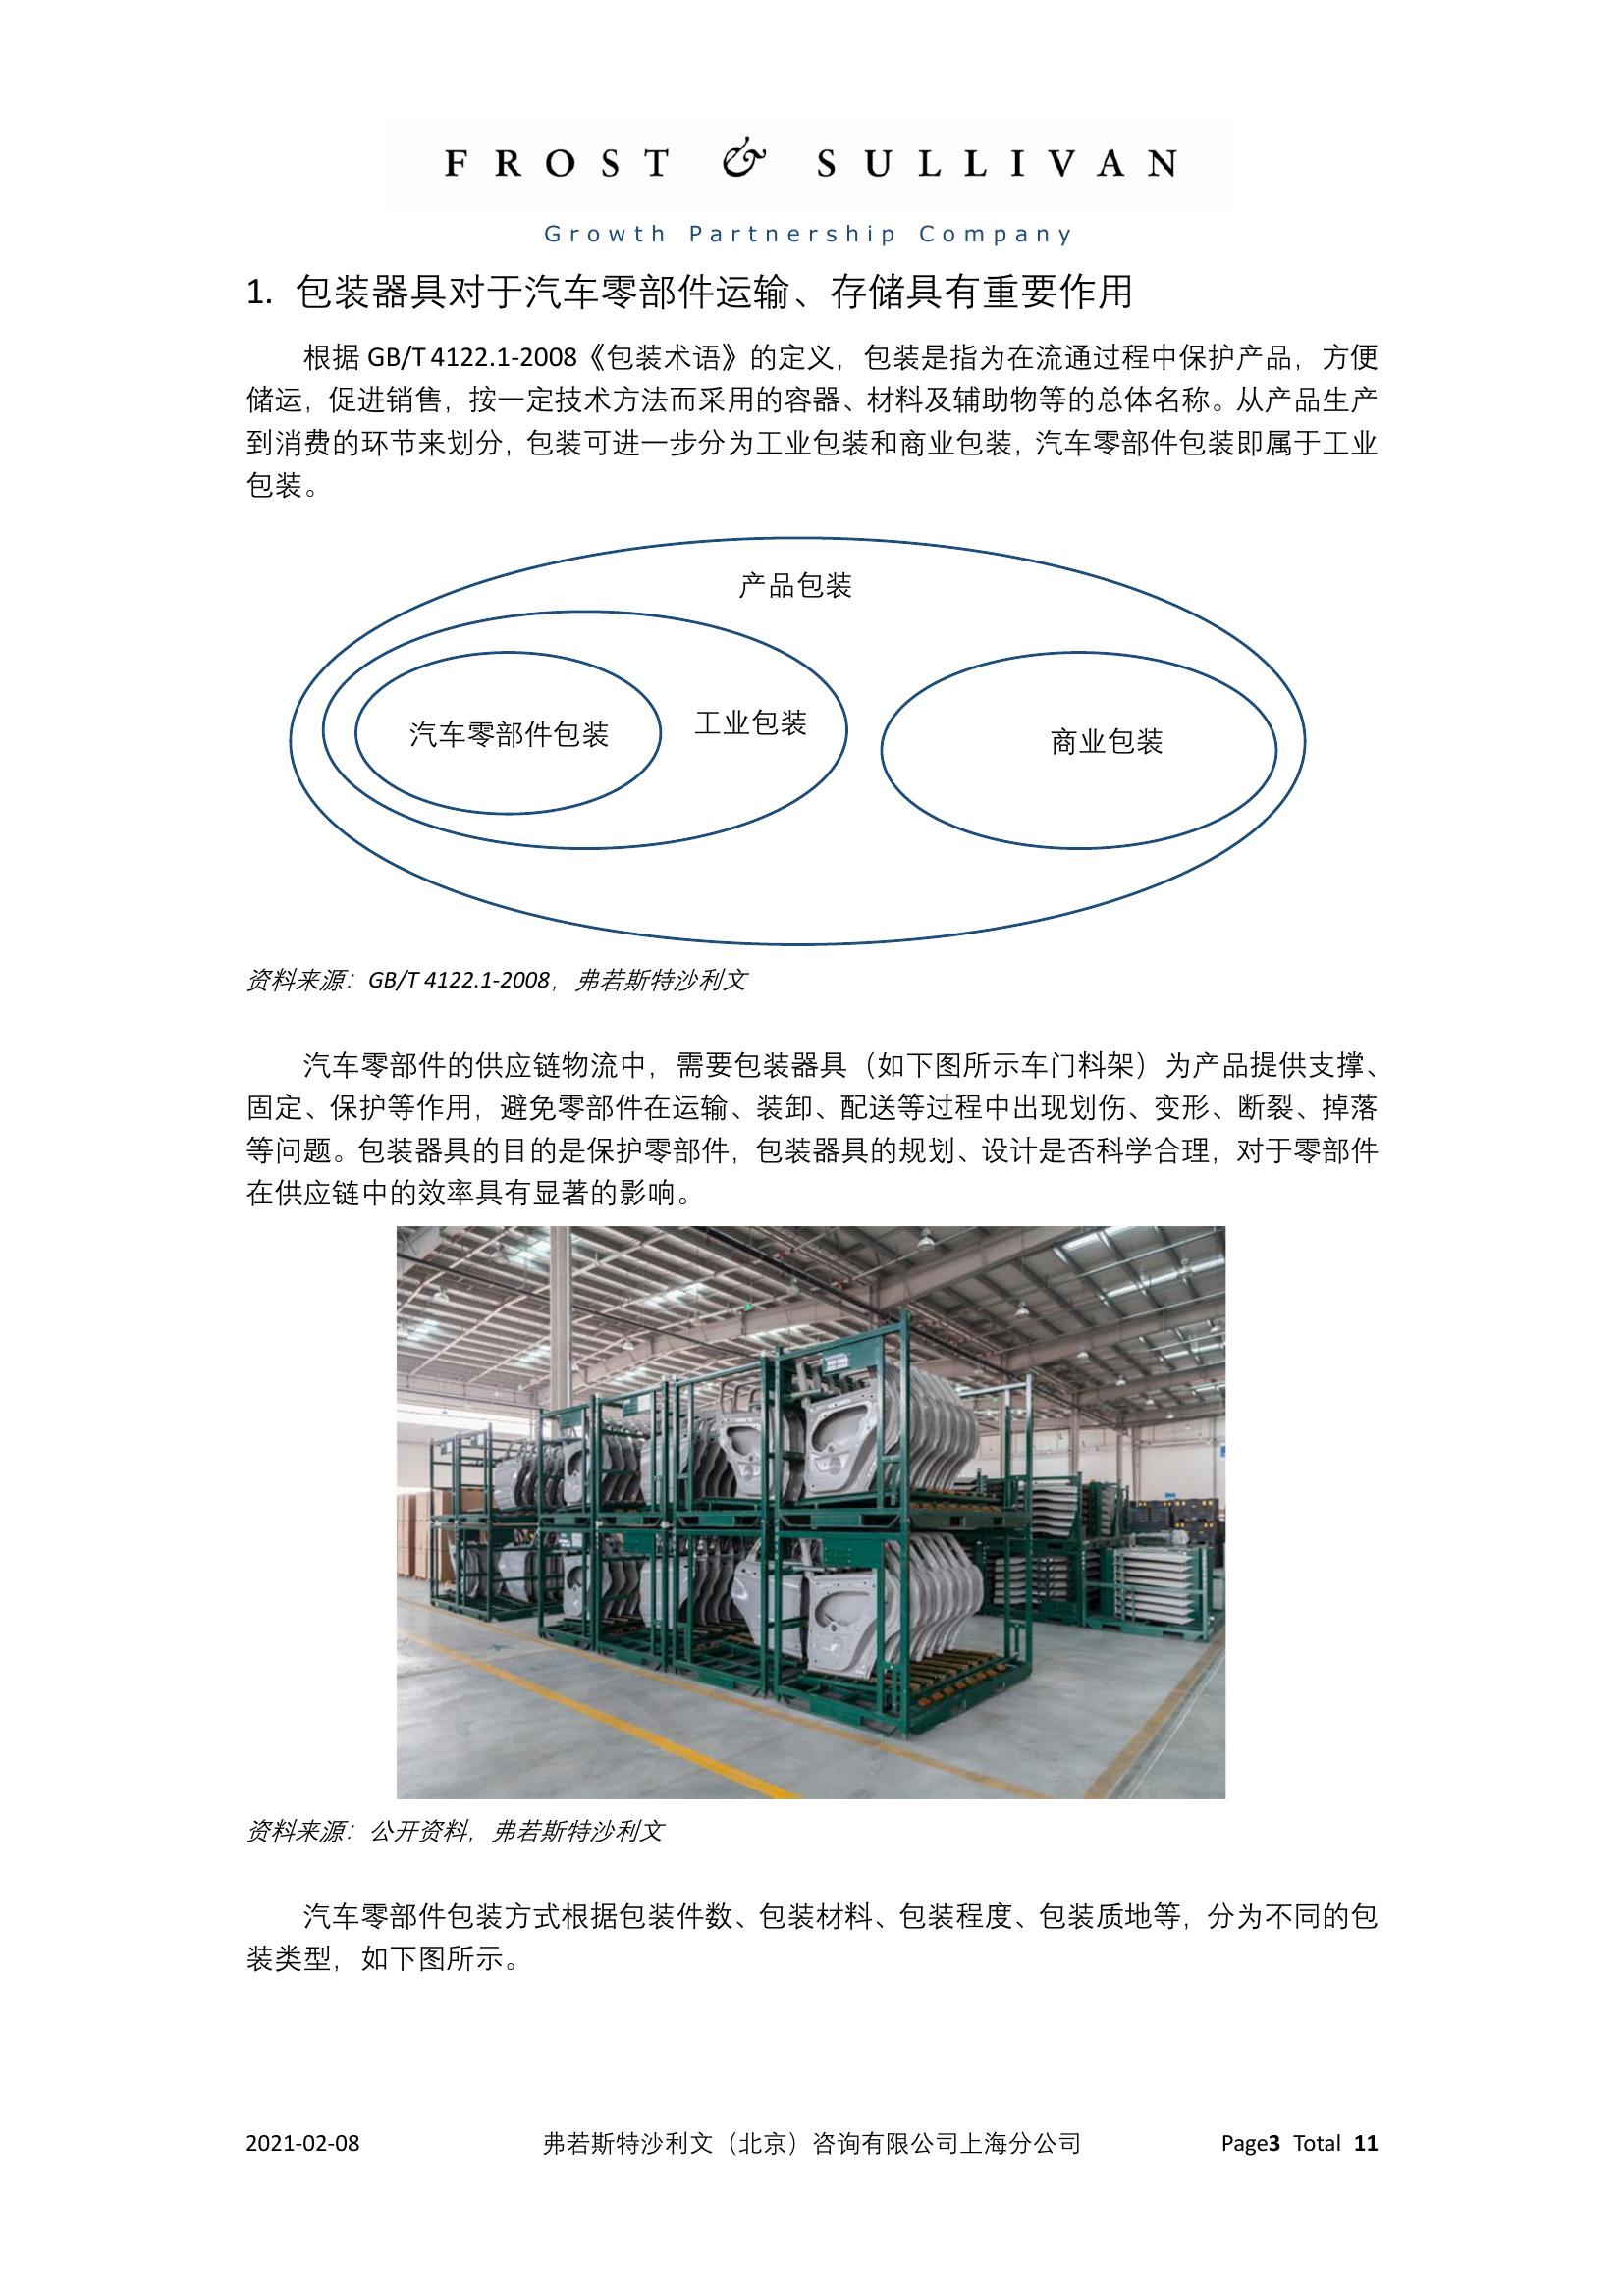 FROST & SULLIVAN
Growth Partnership Company
1. 包装器具对于汽车零部件运输、存储具有重要作用
根据 GB/T 4122.1-2008《包装术语》的定义，包装是指为在流通过程中保护产品，方便
储运，促进销售，按一定技术方法而采用的容器、材料及辅助物等的总体名称。从产品生产
到消费的环节来划分，包装可进一步分为工业包装和商业包装，汽车零部件包装即属于工业
包装。
产品包装
汽车零部件包装
工业包装
商业包装
资料来源：GB/T 4122.1-2008，弗若斯特沙利文
汽车零部件的供应链物流中，需要包装器具（如下图所示车门料架）为产品提供支撑、
固定、保护等作用，避免零部件在运输、装卸、配送等过程中出现划伤、变形、断裂、掉落
等问题。包装器具的目的是保护零部件，包装器具的规划、设计是否科学合理，对于零部件
在供应链中的效率具有显著的影响。
资料来源：公开资料，弗若斯特沙利文
汽车零部件包装方式根据包装件数、包装材料、包装程度、包装质地等，分为不同的包
装类型，如下图所示。
2021-02-08 弗若斯特沙利文（北京）咨询有限公司上海分公司 Page3 Total 11